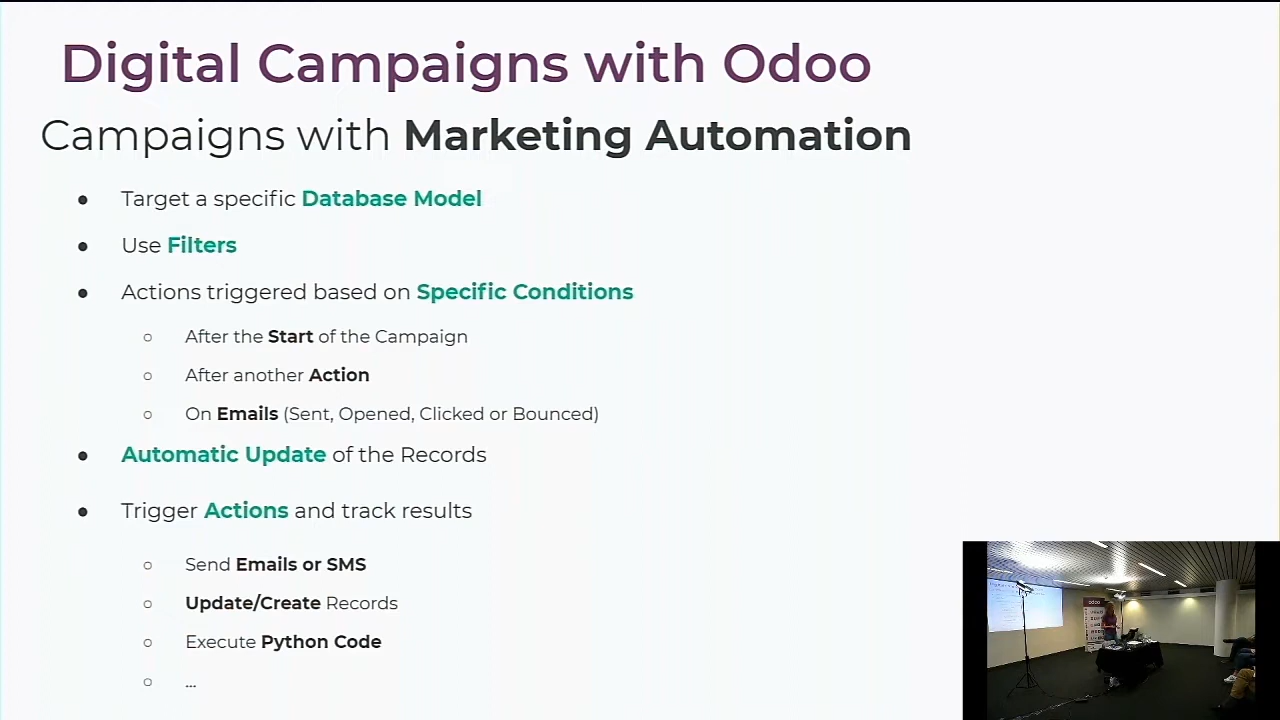 Digital Campaigns with Odoo
Campaigns with Marketing Automation
● Target a specific Database Model
● Use Filters
● Actions triggered based on Specific Conditions
○ After the Start of the Campaign
○ After another Action
○ On Emails (Sent, Opened, Clicked or Bounced)
● Automatic Update of the Records
● Trigger Actions and track results
○ Send Emails or SMS
○ Update/Create Records
○ Execute Python Code
○ ...
odoo